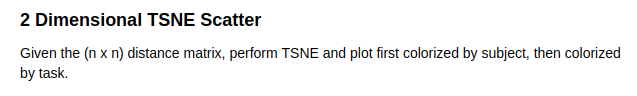 2 Dimensional TSNE Scatter
Given the (n x n) distance matrix, perform TSNE and plot first colorized by subject, then colorized
by task.